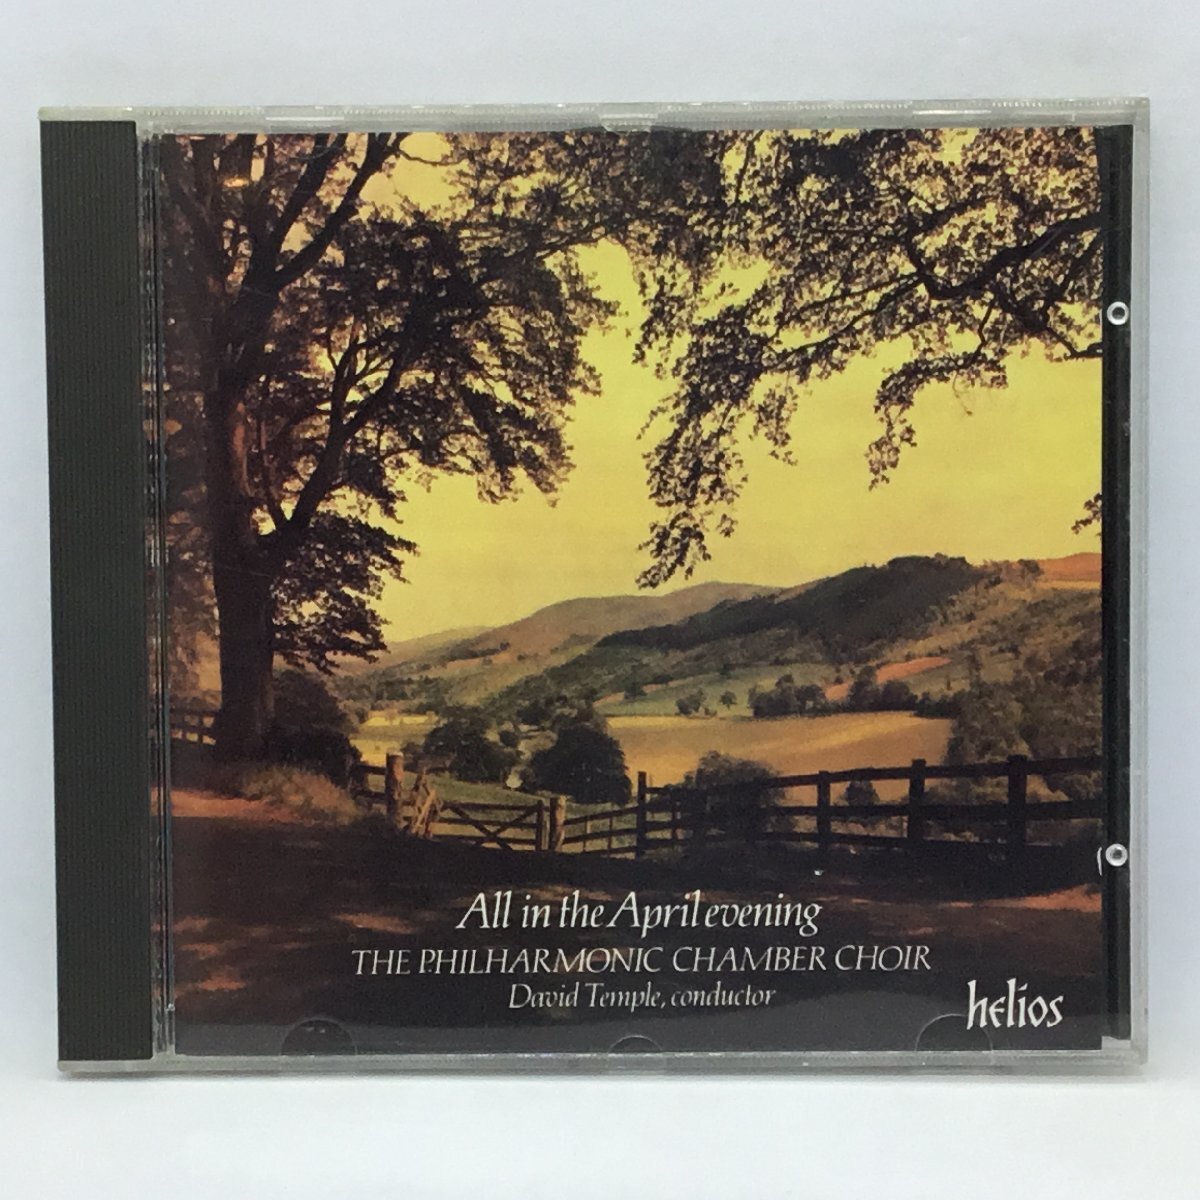 All in the April evening
THE PHILHARMONIC CHAMBER CHOIR
David Temple, conductor
helios